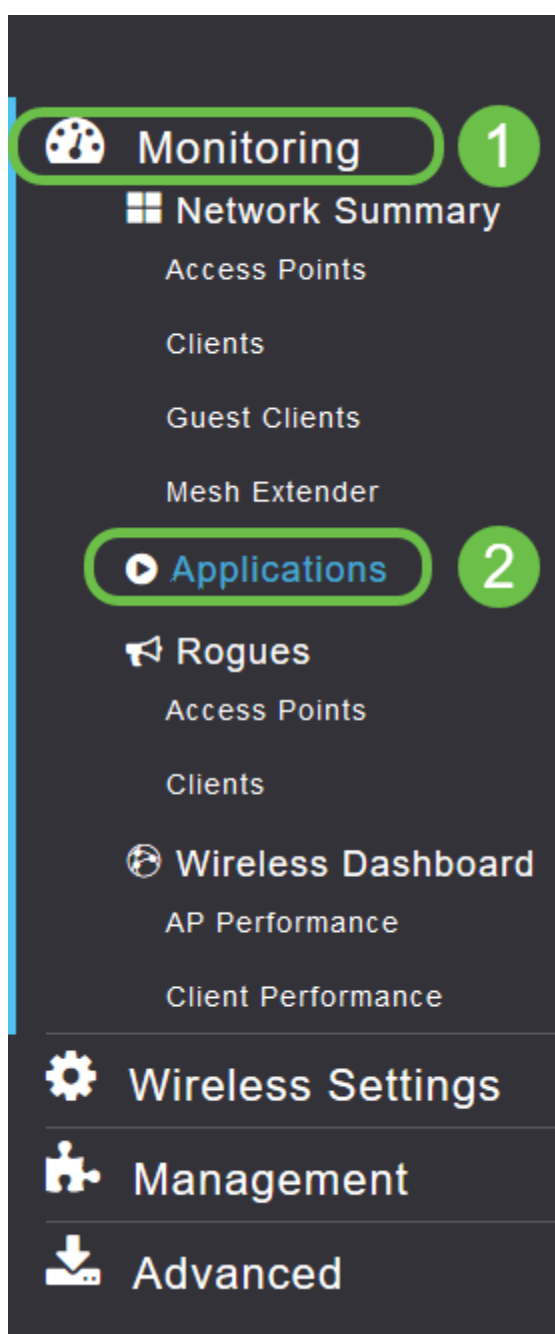 Monitoring 1
Network Summary
Access Points
Clients
Guest Clients
Mesh Extender
Applications 2
Rogues
Access Points
Clients
Wireless Dashboard
AP Performance
Client Performance
Wireless Settings
Management
Advanced